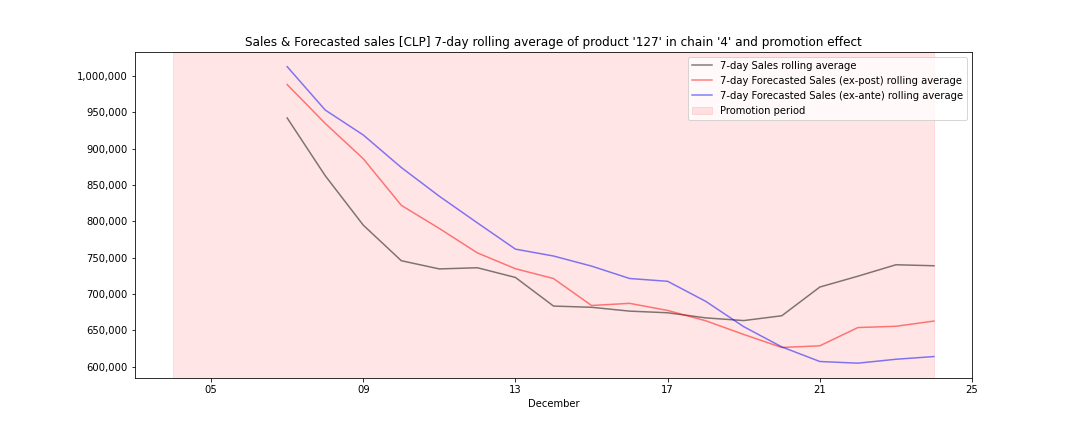 Sales & Forecasted sales [CLP] 7-day rolling average of product '127' in chain '4' and promotion effect
7-day Sales rolling average
7-day Forecasted Sales (ex-post) rolling average
7-day Forecasted Sales (ex-ante) rolling average
Promotion period
1,000,000
950,000
900,000
850,000
800,000
750,000
700,000
650,000
600,000
05 09 13 17 21 25
December